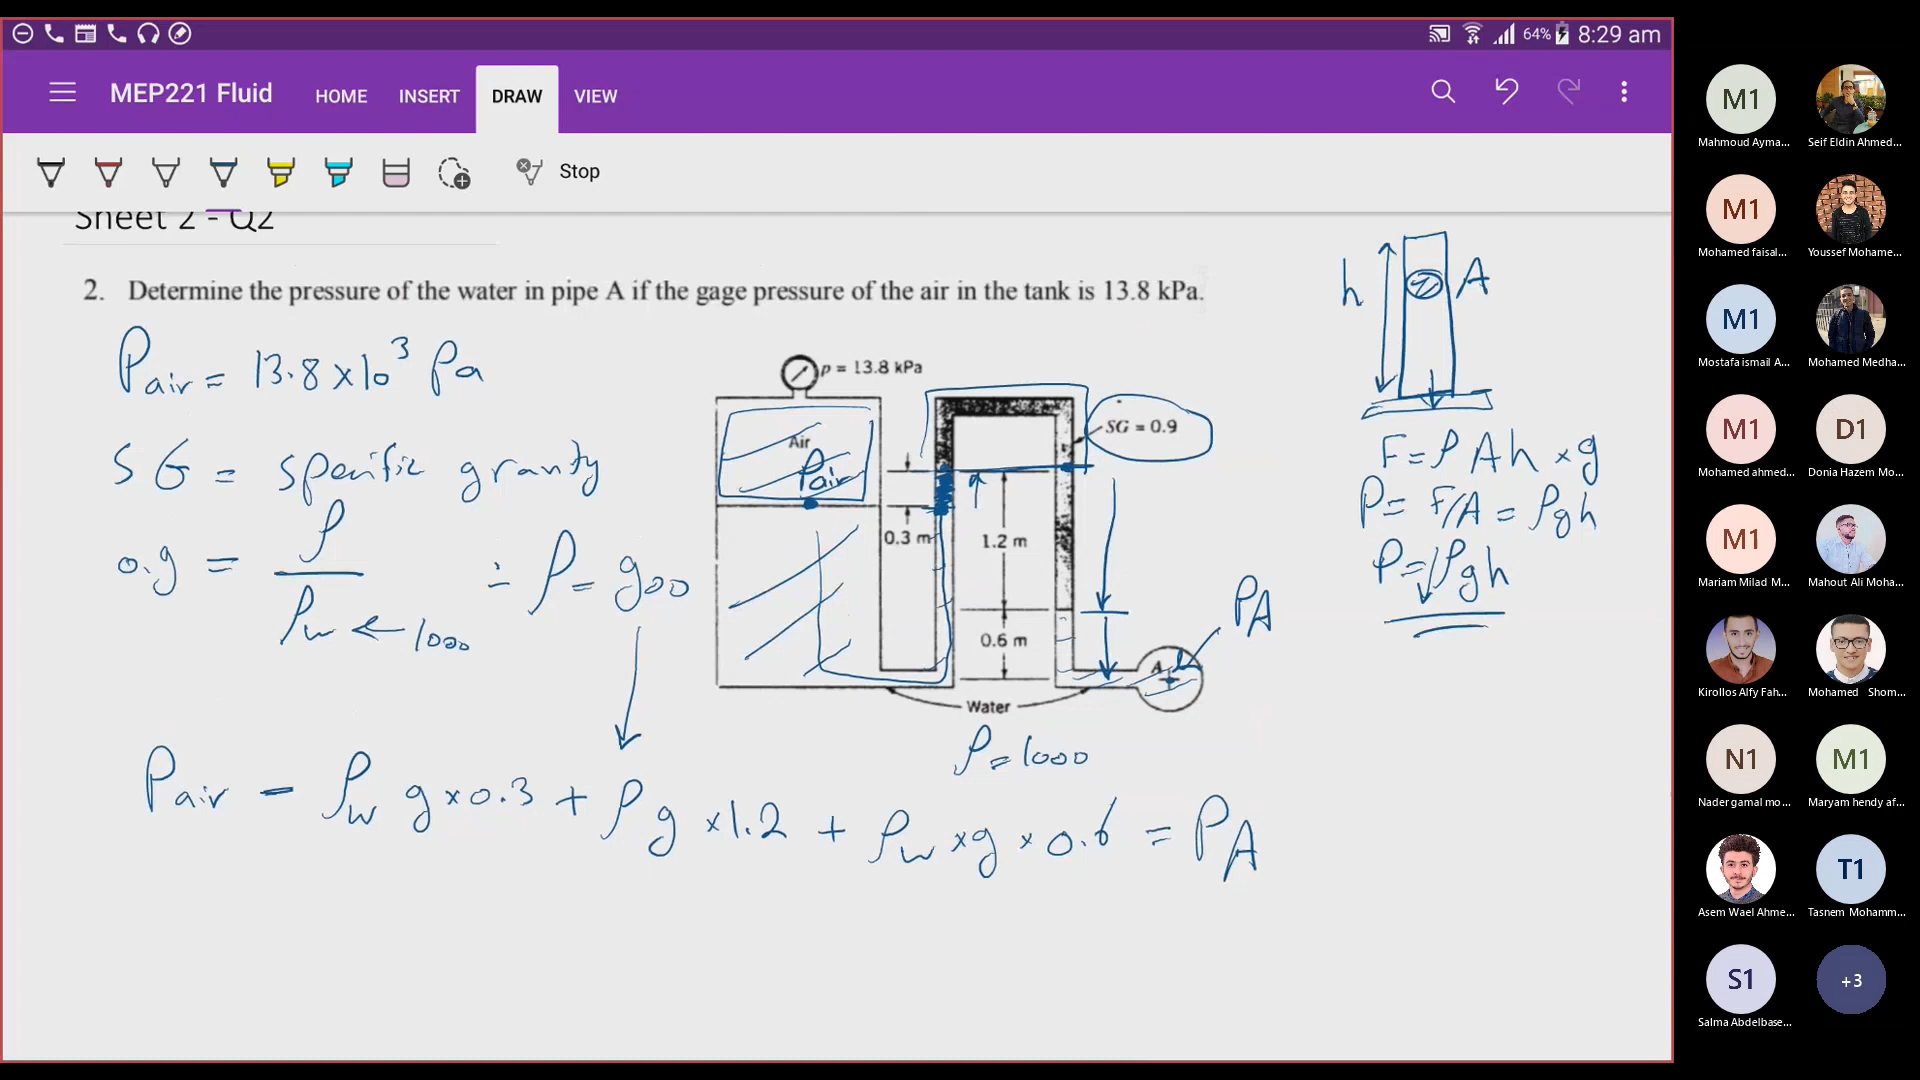 64% 8:29 am
MEP221 Fluid HOME INSERT DRAW VIEW
Stop
Sheet 2 - Q2
2. Determine the pressure of the water in pipe A if the gage pressure of the air in the tank is 13.8 kPa.
Pair = 13.8 x 10³ Pa
SG = specific gravity
0.9 = ρ / ρw ← 1000 ∴ ρ = 900
p = 13.8 kPa
Air
Pair
SG = 0.9
0.3 m
1.2 m
0.6 m
A
PA
Water
ρ = 1000
Pair - ρw g x 0.3 + ρ g x 1.2 + ρw x g x 0.6 = PA
h A
F = ρ A h x g
P = F/A = ρgh
P = ρgh
M1 Mahmoud Ayma...
Seif Eldin Ahmed...
M1 Mohamed faisal...
Youssef Mohame...
M1 Mostafa ismail A...
Mohamed Medha...
M1 Mohamed ahmed...
D1 Donia Hazem Mo...
M1 Mariam Milad M...
Mahout Ali Moha...
Kirollos Alfy Fah...
Mohamed Shom...
N1 Nader gamal mo...
M1 Maryam hendy af...
Asem Wael Ahme...
T1 Tasnem Mohamm...
S1 Salma Abdelbase...
+3